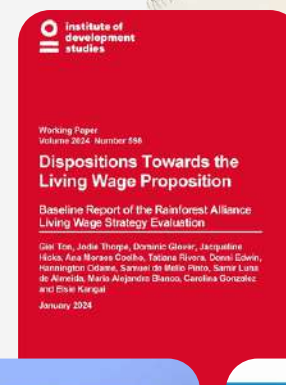 institute of
development
studies
Working Paper
Volume 2024 Number 598
Dispositions Towards the
Living Wage Proposition
Baseline Report of the Rainforest Alliance
Living Wage Strategy Evaluation
Giel Ton, Jodie Thorpe, Dominic Glover, Jacqueline
Hicks, Ana Moraes Coelho, Tatiana Rivera, Donni Edwin,
Hannington Odame, Samuel de Mello Pinto, Samir Luna
de Almeida, Maria Alejandra Blanco, Carolina Gonzalez
and Elsie Kangai
January 2024